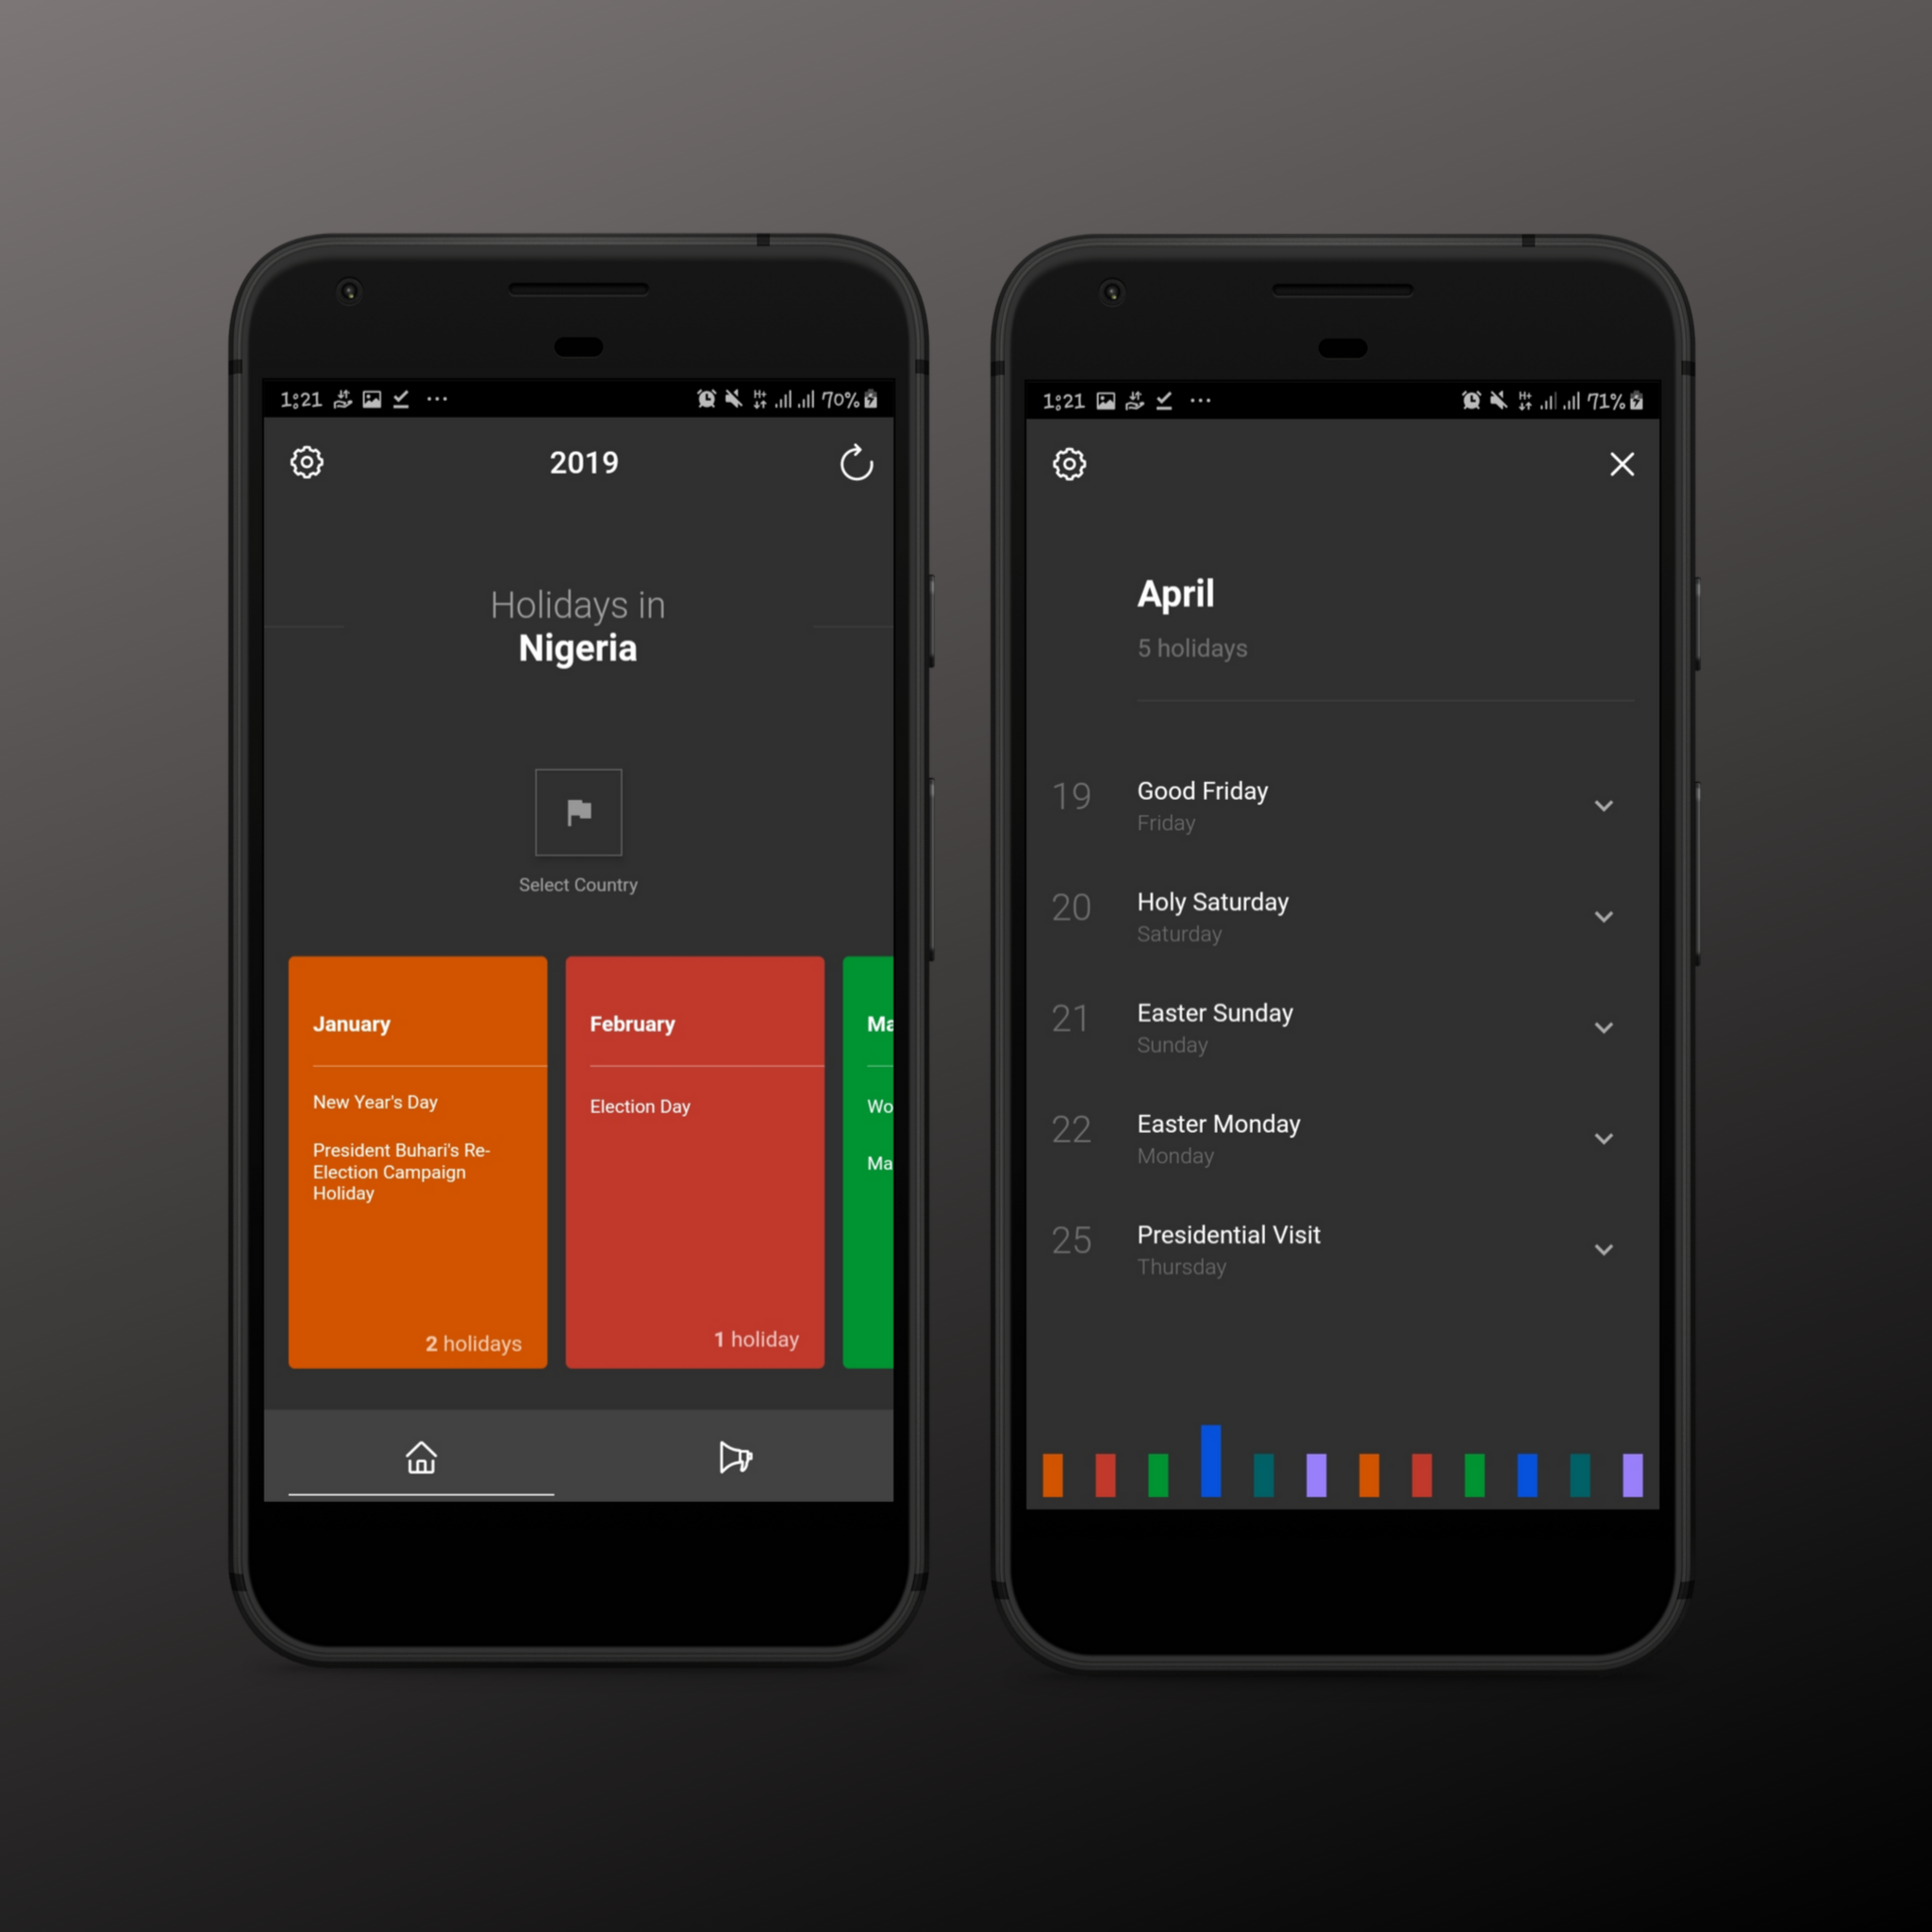 1:21
H+
70%
2019
Holidays in
Nigeria
Select Country
January
New Year's Day
President Buhari's Re-
Election Campaign
Holiday
2 holidays
February
Election Day
1 holiday
Ma
Wo
Ma
1:21
H+
71%
April
5 holidays
19
Good Friday
Friday
20
Holy Saturday
Saturday
21
Easter Sunday
Sunday
22
Easter Monday
Monday
25
Presidential Visit
Thursday